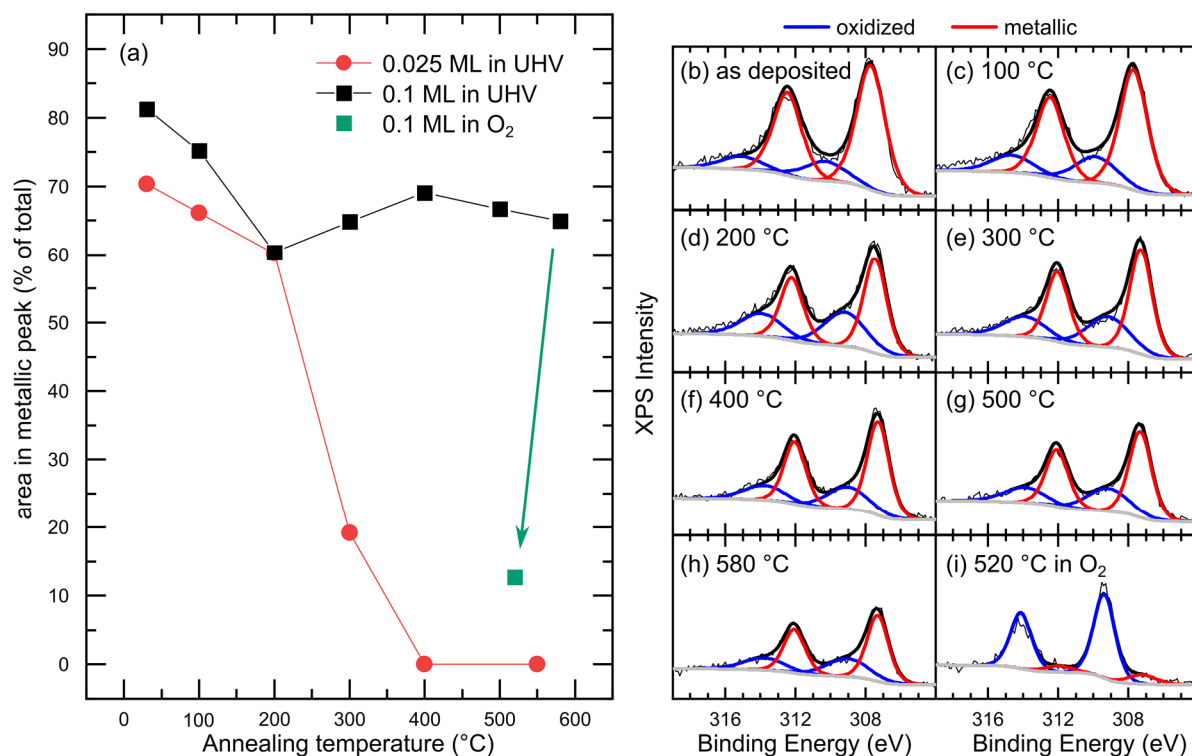 (a)
0.025 ML in UHV
0.1 ML in UHV
0.1 ML in O₂
area in metallic peak (% of total)
90
80
70
60
50
40
30
20
10
0
0 100 200 300 400 500 600
Annealing temperature (°C)
oxidized metallic
(b) as deposited
(c) 100 °C
(d) 200 °C
(e) 300 °C
(f) 400 °C
(g) 500 °C
(h) 580 °C
(i) 520 °C in O₂
XPS Intensity
316 312 308
316 312 308
Binding Energy (eV)
Binding Energy (eV)